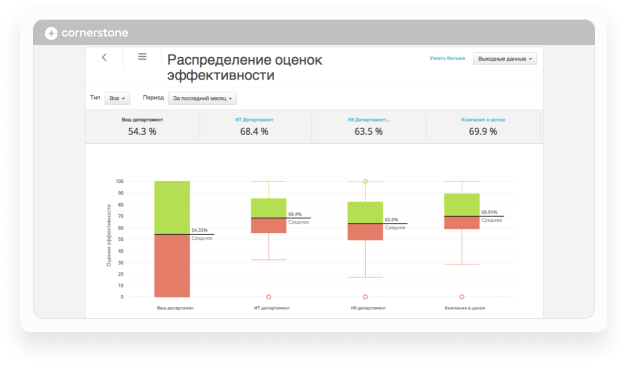 cornerstone
Распределение оценок
эффективности
Узнать больше
Выходные данные
Тип
Все
Период
За последний месяц
Ваш департамент
ИТ Департамент
HR Департамент...
Компания в целом
54.3 %
68.4 %
63.5 %
69.9 %
Оценки эффективности
100
90
80
70
60
50
40
30
20
10
0
54.33%
Среднее
68.4%
Среднее
63.5%
Среднее
69.91%
Среднее
Ваш департамен
ИТ департамент
HR департамент
Компания в целом